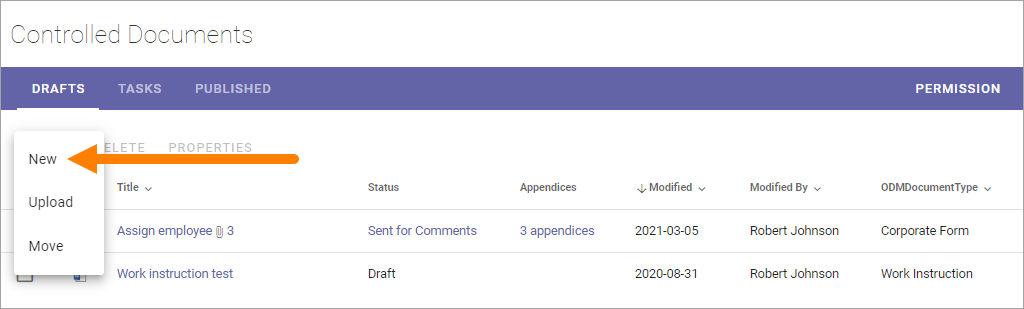 Controlled Documents
DRAFTS TASKS PUBLISHED PERMISSION
New
ELETE PROPERTIES
Title Status Appendices Modified Modified By ODMDocumentType
Upload
Assign employee 3 Sent for Comments 3 appendices 2021-03-05 Robert Johnson Corporate Form
Move
Work instruction test Draft 2020-08-31 Robert Johnson Work Instruction